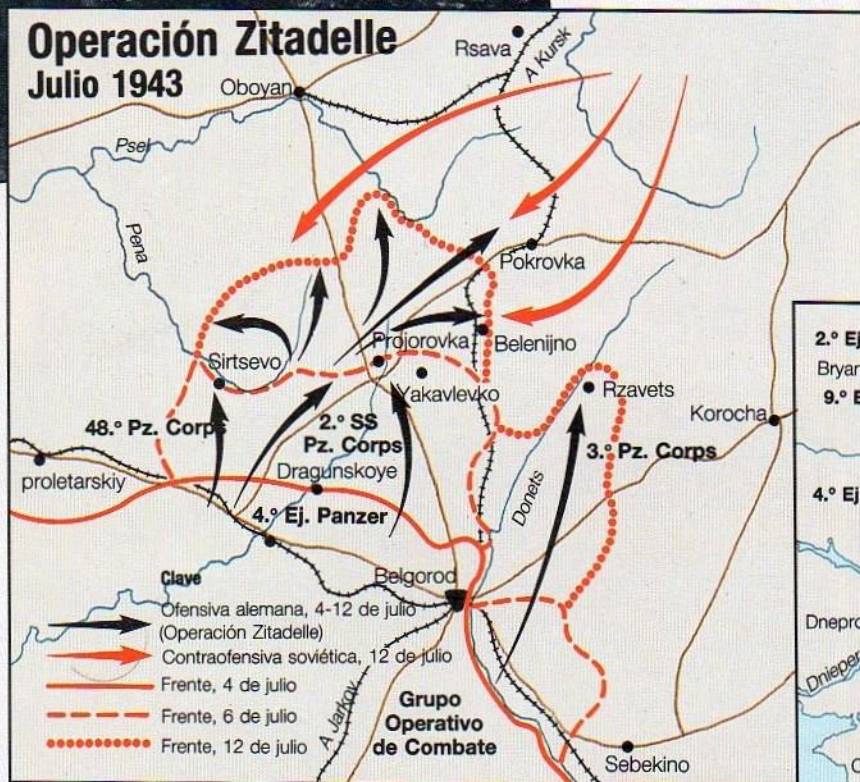 Operación Zitadelle
Julio 1943
Rsava
A Kursk
Oboyan
Psel
Pena
Pokrovka
Projorovka
Belenijno
Sirtsevo
Yakavlevko
Rzavets
Korocha
48.º Pz. Corps
2.º SS
Pz. Corps
3.º Pz. Corps
proletarskiy
Dragunskoye
4.º Ej. Panzer
Donets
Belgorod
Clave
Ofensiva alemana, 4-12 de julio
(Operación Zitadelle)
Contraofensiva soviética, 12 de julio
Frente, 4 de julio
Frente, 6 de julio
Frente, 12 de julio
A Jarkov
Grupo
Operativo
de Combate
Sebekino
2.º Ej
Bryan
9.º E
4.º Ej
Dnepro
Dnieper